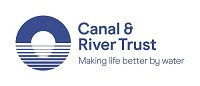 Canal &
River Trust
Making life better by water